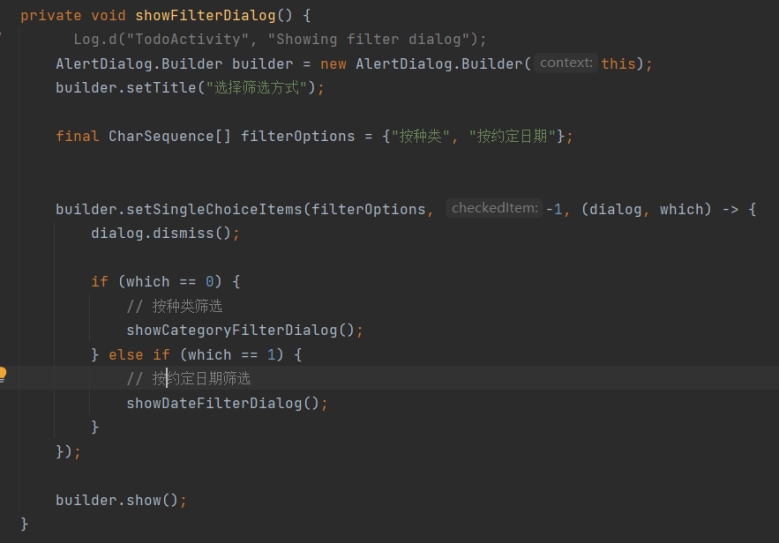 private void showFilterDialog() {
Log.d("TodoActivity", "Showing filter dialog");
AlertDialog.Builder builder = new AlertDialog.Builder( context: this);
builder.setTitle("选择筛选方式");
final CharSequence[] filterOptions = {"按种类", "按约定日期"};
builder.setSingleChoiceItems(filterOptions, checkedItem: -1, (dialog, which) -> {
dialog.dismiss();
if (which == 0) {
// 按种类筛选
showCategoryFilterDialog();
} else if (which == 1) {
// 按约定日期筛选
showDateFilterDialog();
}
});
builder.show();
}